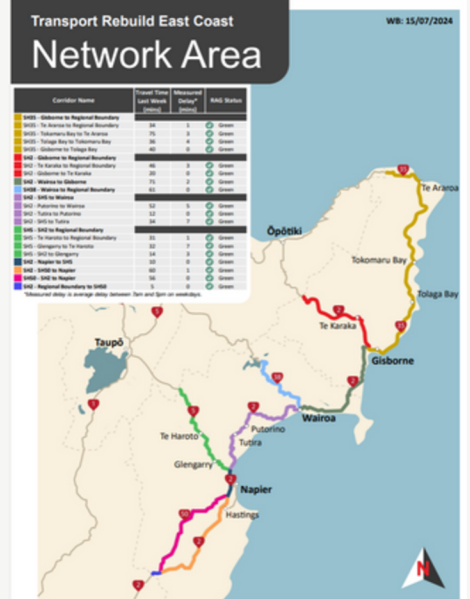 Transport Rebuild East Coast
Network Area
WB: 15/07/2024
Corridor Name
Travel Time
Last Week
(mins)
Measured
Delay*
(mins)
RAG Status
SH35 - Gisborne to Regional Boundary
SH35 - Te Araroa to Regional Boundary 34 1 Green
SH35 - Tokomaru Bay to Te Araroa 75 3 Green
SH35 - Tolaga Bay to Tokomaru Bay 36 4 Green
SH35 - Gisborne to Tolaga Bay 40 0 Green
SH2 - Gisborne to Regional Boundary
SH2 - Te Karaka to Regional Boundary 46 3 Green
SH2 - Gisborne to Te Karaka 20 0 Green
SH2 - Wairoa to Gisborne 71 2 Green
SH38 - Wairoa to Regional Boundary 61 0 Green
SH2 - SH5 to Wairoa
SH2 - Putorino to Wairoa 52 5 Green
SH2 - Tutira to Putorino 12 0 Green
SH2 - SH5 to Tutira 34 7 Green
SH5 - SH2 to Regional Boundary
SH5 - Te Haroto to Regional Boundary 31 1 Green
SH5 - Glengarry to Te Haroto 32 7 Green
SH5 - SH2 to Glengarry 14 3 Green
SH2 - Napier to SH5 10 0 Green
SH2 - SH50 to Napier 60 1 Green
SH50 - SH2 to Napier 56 0 Green
SH2 - Regional Boundary to SH50 5 0 Green
*Measured delay is average delay between 7am and 5pm on weekdays.
35
Te Araroa
Ōpōtiki
Tokomaru Bay
Tolaga Bay
2
Te Karaka
35
5
Gisborne
Taupō
38
2
1
5
2
Wairoa
Putorino
Te Haroto
Tutira
Glengarry
2
Napier
50
Hastings
2
2
N